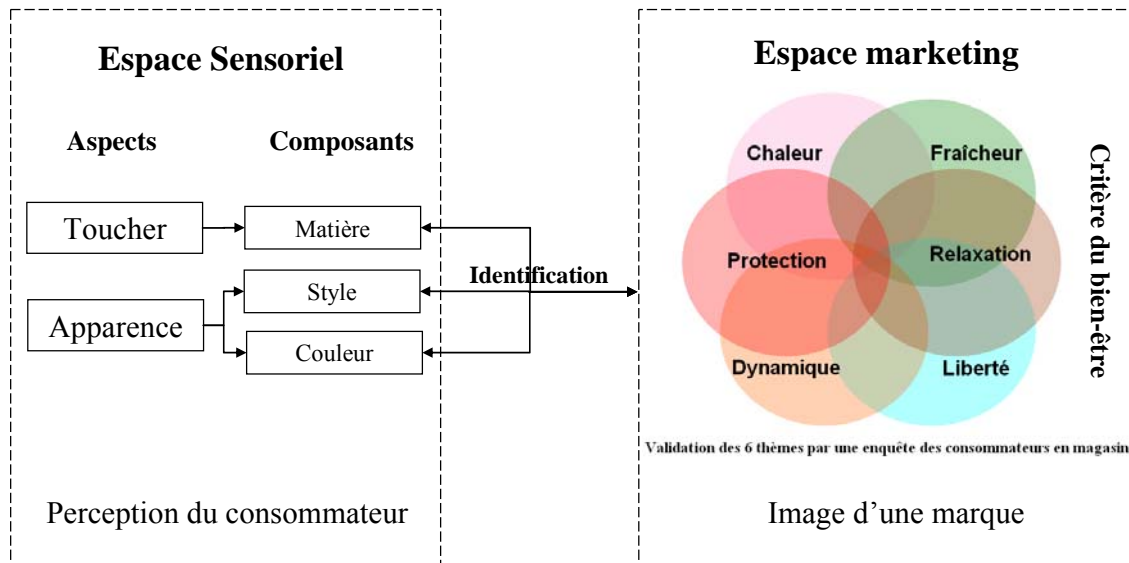 Espace Sensoriel
Aspects
Composants
Toucher
Matière
Style
Apparence
Couleur
Perception du consommateur
Identification
Espace marketing
Chaleur
Fraîcheur
Protection
Relaxation
Dynamique
Liberté
Critère du bien-être
Validation des 6 thèmes par une enquête des consommateurs en magasin
Image d’une marque